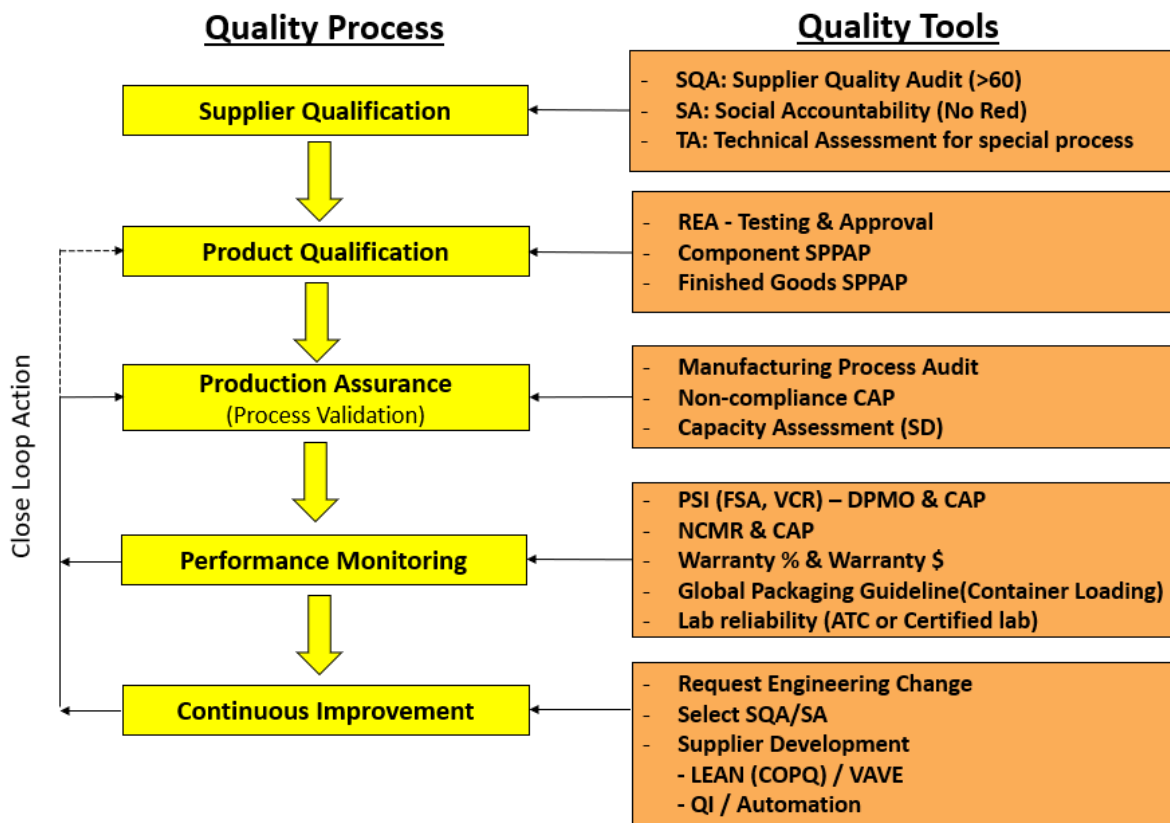 Quality Process
Quality Tools
Supplier Qualification
- SQA: Supplier Quality Audit (>60)
- SA: Social Accountability (No Red)
- TA: Technical Assessment for special process
Product Qualification
- REA - Testing & Approval
- Component SPPAP
- Finished Goods SPPAP
Production Assurance
(Process Validation)
- Manufacturing Process Audit
- Non-compliance CAP
- Capacity Assessment (SD)
Close Loop Action
Performance Monitoring
- PSI (FSA, VCR) – DPMO & CAP
- NCMR & CAP
- Warranty % & Warranty $
- Global Packaging Guideline(Container Loading)
- Lab reliability (ATC or Certified lab)
Continuous Improvement
- Request Engineering Change
- Select SQA/SA
- Supplier Development
- LEAN (COPQ) / VAVE
- QI / Automation